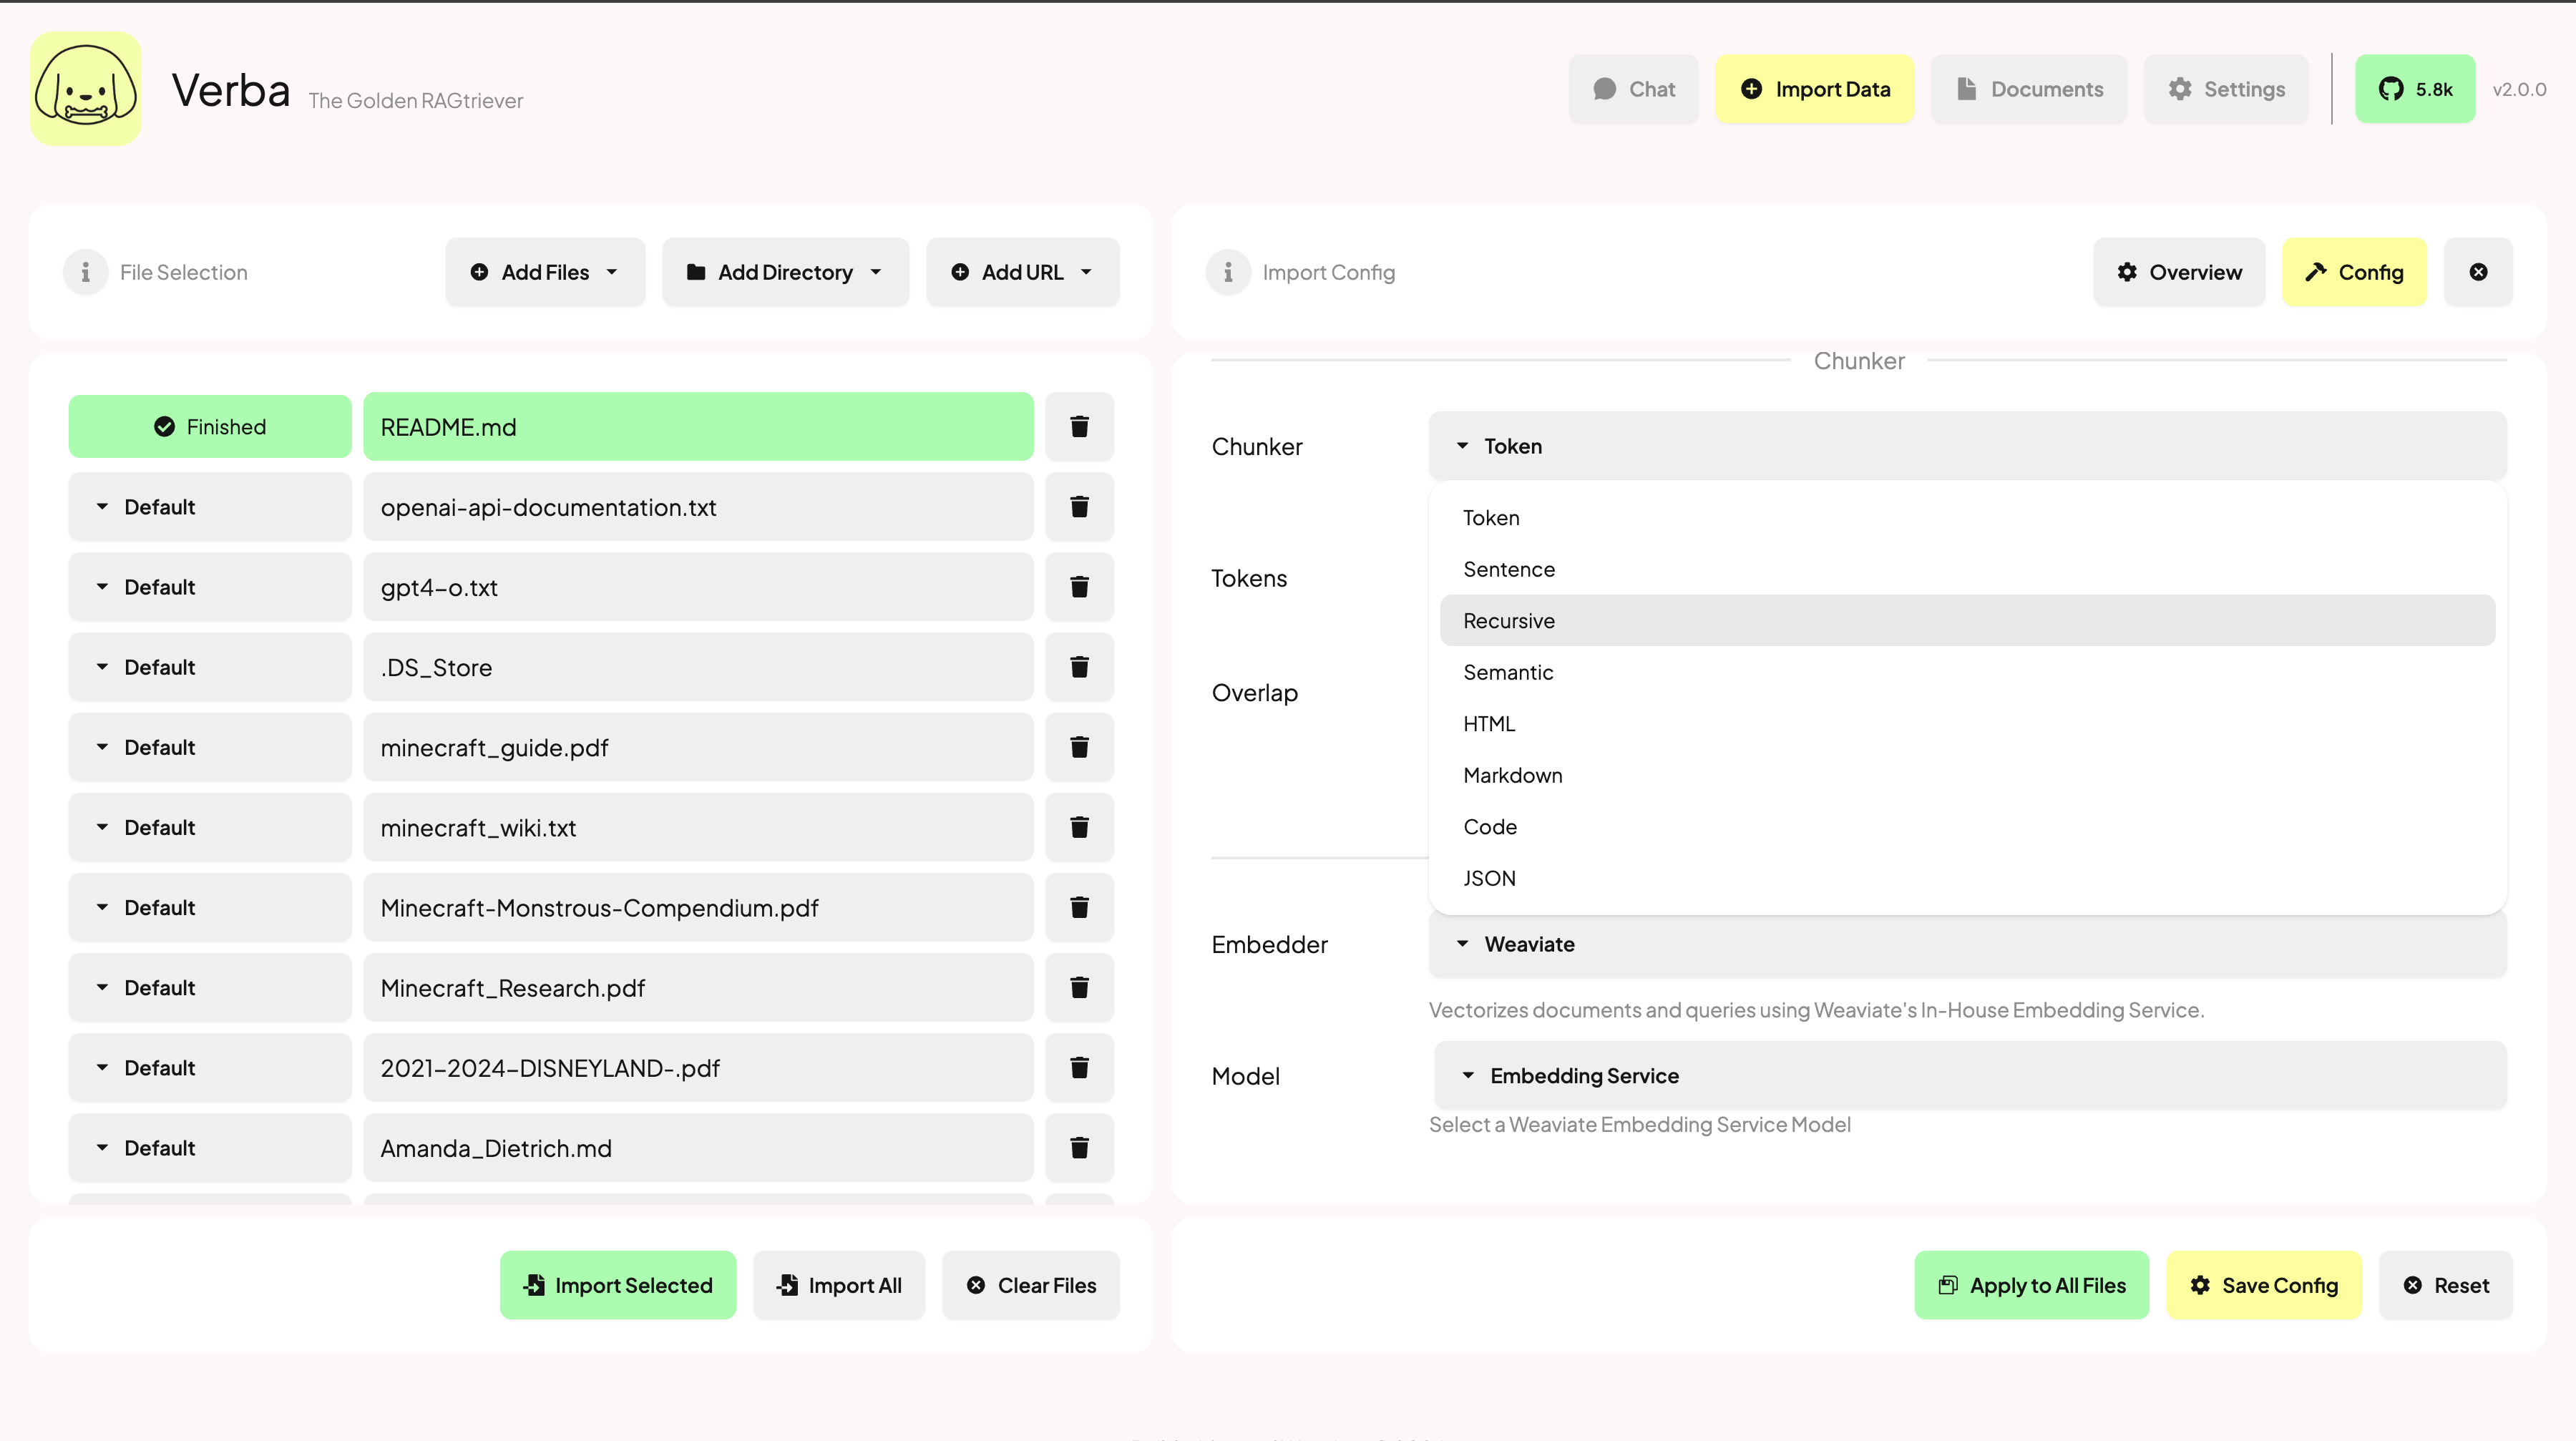 Verba
The Golden RAGtriever
Chat
Import Data
Documents
Settings
5.8k
v2.0.0
File Selection
Add Files
Add Directory
Add URL
Import Config
Overview
Config
Finished
README.md
Default
openai-api-documentation.txt
Default
gpt4-o.txt
Default
.DS_Store
Default
minecraft_guide.pdf
Default
minecraft_wiki.txt
Default
Minecraft-Monstrous-Compendium.pdf
Default
Minecraft_Research.pdf
Default
2021-2024-DISNEYLAND-.pdf
Default
Amanda_Dietrich.md
Import Selected
Import All
Clear Files
Chunker
Chunker
Token
Token
Sentence
Tokens
Recursive
Semantic
Overlap
HTML
Markdown
Code
JSON
Embedder
Weaviate
Vectorizes documents and queries using Weaviate's In-House Embedding Service.
Model
Embedding Service
Select a Weaviate Embedding Service Model
Apply to All Files
Save Config
Reset